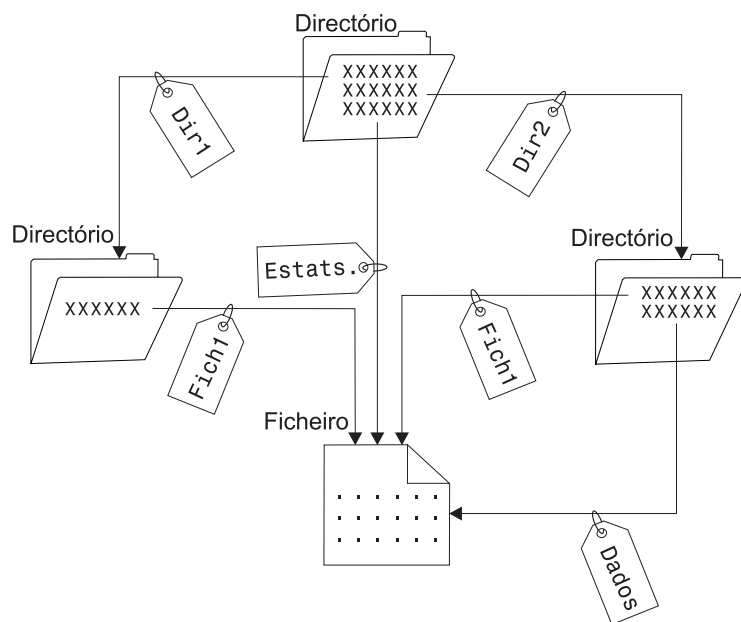 Directório
XXXXXX
XXXXXX
XXXXXX
Dir1
Dir2
Directório
Directório
Estats.
XXXXXX
XXXXXX
XXXXXX
Fich1
Fich1
Ficheiro
Dados